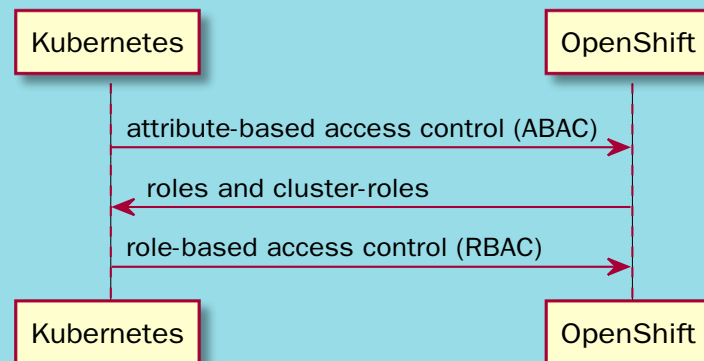 Kubernetes
OpenShift
attribute-based access control (ABAC)
roles and cluster-roles
role-based access control (RBAC)
Kubernetes
OpenShift